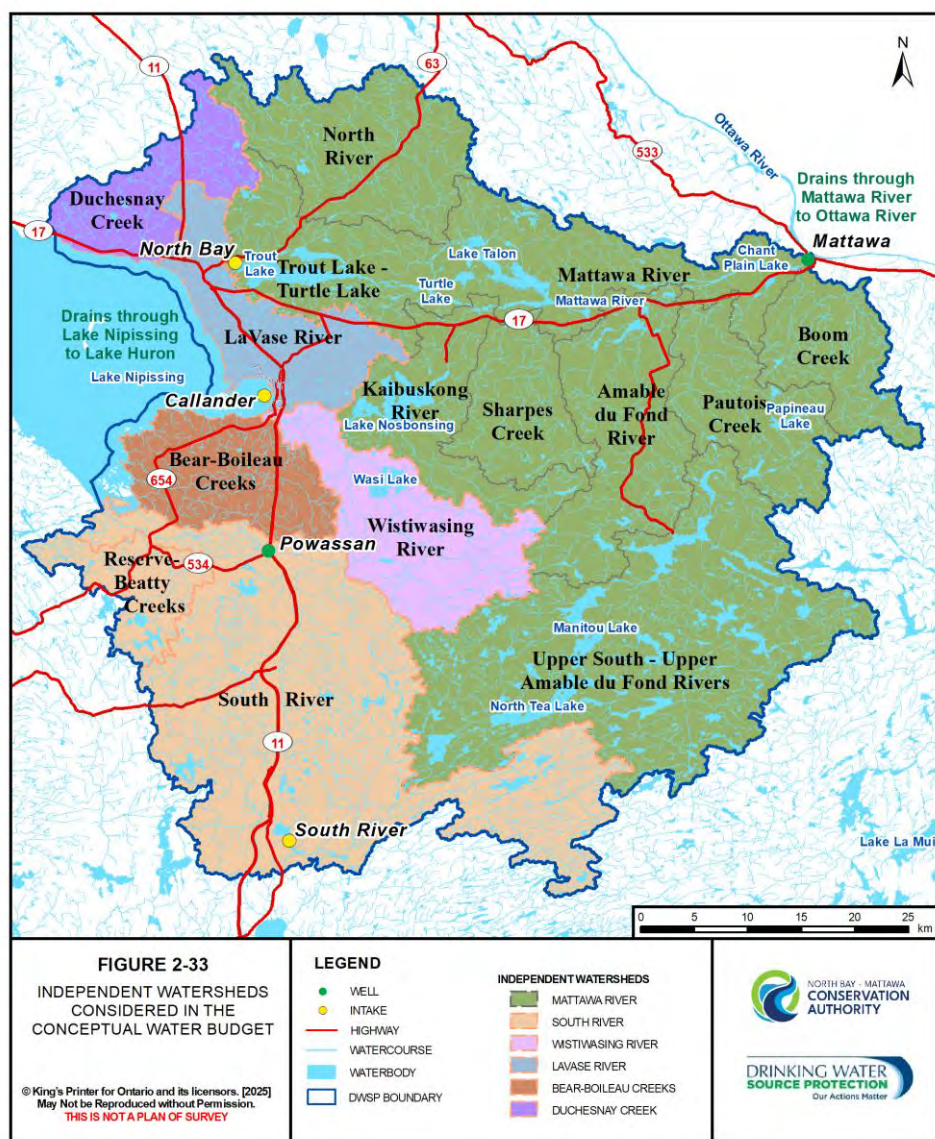 N
11
63
533
Ottawa River
North
River
Drains through
Mattawa River
to Ottawa River
Duchesnay
Creek
17
North Bay
Trout
Lake
Lake Talon
Mattawa
Chant
Plain Lake
Trout Lake -
Turtle Lake
Turtle
Lake
Mattawa River
Mattawa River
17
Drains through
Lake Nipissing
to Lake Huron
LaVase River
Boom
Creek
Lake Nipissing
Callander
Kaibuskong
River
Sharpes
Creek
Amable
du Fond
River
Pautois
Creek
Papineau
Lake
Lake Nosbonsing
Bear-Boileau
Creeks
654
Wasi Lake
Wistiwasing
River
Powassan
Reserve-
Beatty
Creeks
534
Manitou Lake
Upper South - Upper
Amable du Fond Rivers
South River
North Tea Lake
11
South River
Lake La Mui
0 5 10 15 20 25
km
FIGURE 2-33
INDEPENDENT WATERSHEDS
CONSIDERED IN THE
CONCEPTUAL WATER BUDGET
© King's Printer for Ontario and its licensors. [2025]
May Not be Reproduced without Permission.
THIS IS NOT A PLAN OF SURVEY
LEGEND
WELL
INTAKE
HIGHWAY
WATERCOURSE
WATERBODY
DWSP BOUNDARY
INDEPENDENT WATERSHEDS
MATTAWA RIVER
SOUTH RIVER
WISTIWASING RIVER
LAVASE RIVER
BEAR-BOILEAU CREEKS
DUCHESNAY CREEK
NORTH BAY - MATTAWA
CONSERVATION
AUTHORITY
DRINKING WATER
SOURCE PROTECTION
Our Actions Matter